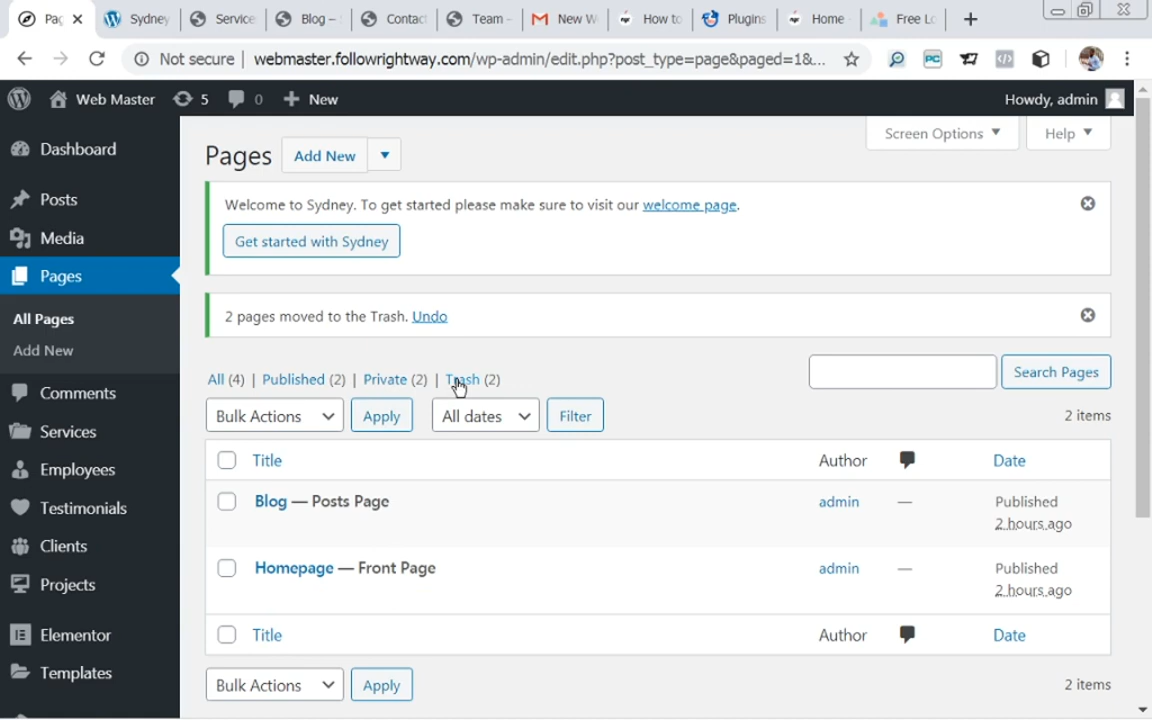 Pag
Sydney
Service
Blog –
Contac
Team –
New W
How to
Plugins
Home
Free Lo
Not secure | webmaster.followrightway.com/wp-admin/edit.php?post_type=page&paged=1&...
Web Master 5 0 New
Howdy, admin
Screen Options Help
Dashboard
Posts
Media
Pages
All Pages
Add New
Comments
Services
Employees
Testimonials
Clients
Projects
Elementor
Templates
Pages Add New
Welcome to Sydney. To get started please make sure to visit our welcome page.
Get started with Sydney
2 pages moved to the Trash. Undo
All (4) | Published (2) | Private (2) | Trash (2)
Search Pages
Bulk Actions Apply All dates Filter
2 items
Title Author Date
Blog — Posts Page admin — Published
2 hours ago
Homepage — Front Page admin — Published
2 hours ago
Title Author Date
Bulk Actions Apply
2 items
PC